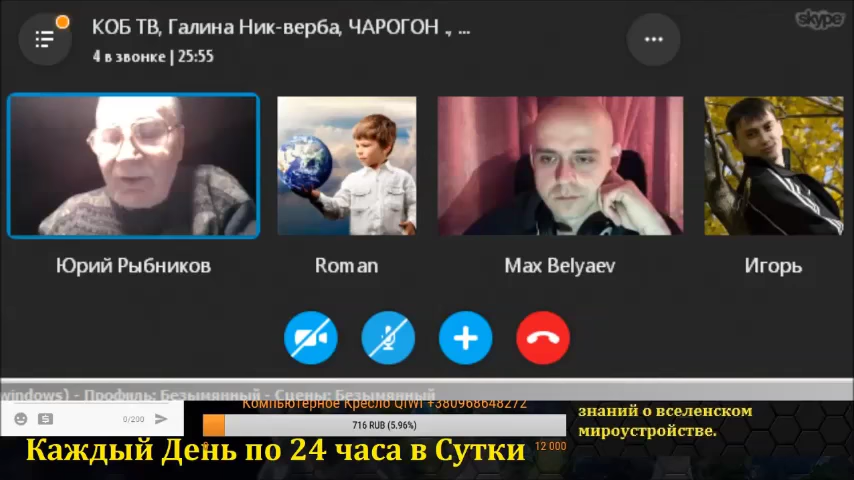 КОБ ТВ, Галина Ник-верба, ЧАРОГОН ., ...
skype
4 в звонке | 25:55
Юрий Рыбников
Roman
Max Belyaev
Игорь
windows) - Профиль: Безымянный - Сцены: Безымянный
Компьютерное Кресло QIWI +380968648272
0/200
716 RUB (5.96%)
0
12 000
знаний о вселенском
мироустройстве.
Каждый День по 24 часа в Сутки